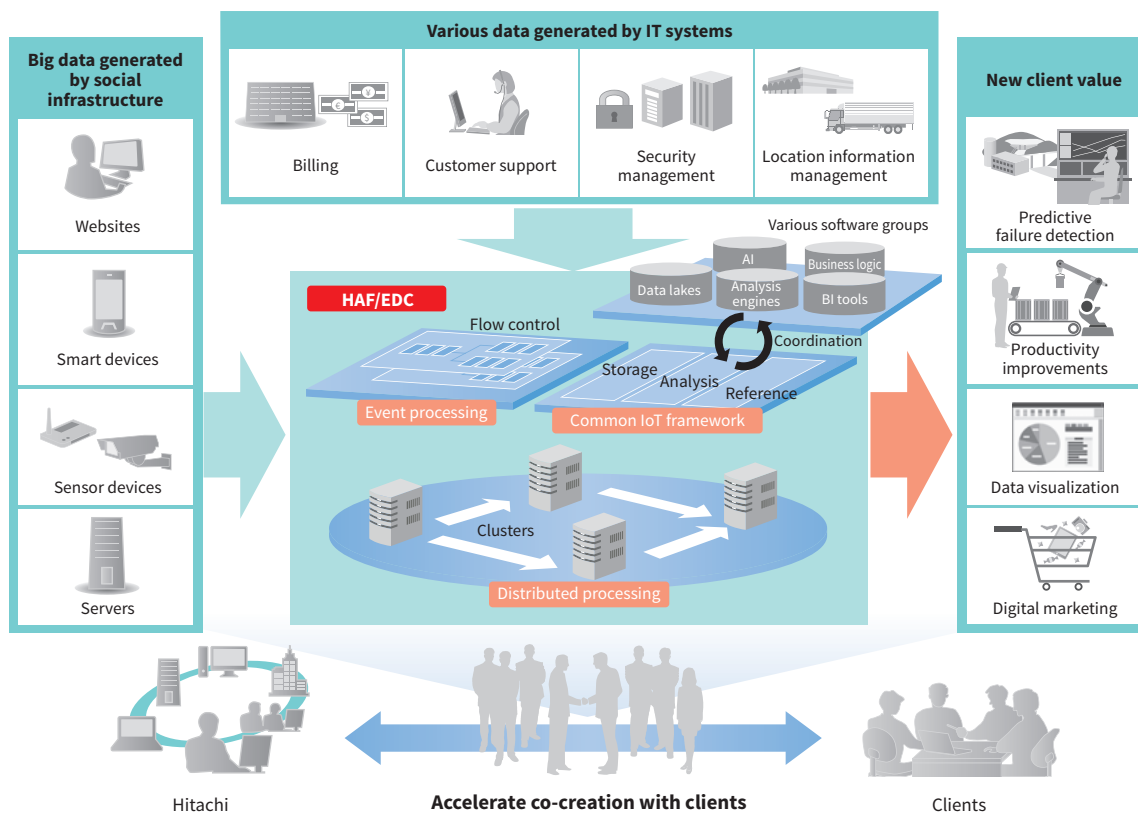 Big data generated
by social
infrastructure
Websites
Smart devices
Sensor devices
Servers
Various data generated by IT systems
¥
€
$
Billing
Customer support
Security
management
Location information
management
Various software groups
AI
Business logic
Data lakes
Analysis
engines
BI tools
HAF/EDC
Flow control
Event processing
Coordination
Storage
Analysis
Reference
Common IoT framework
Clusters
Distributed processing
New client value
Predictive
failure detection
Productivity
improvements
Data visualization
Digital marketing
Hitachi
Accelerate co-creation with clients
Clients